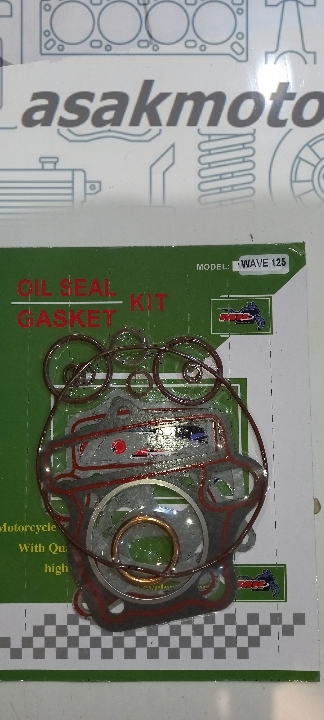 asakmoto
MODEL: WAVE 125
OIL SEAL
GASKET KIT
Motorcycle
With Qu
high